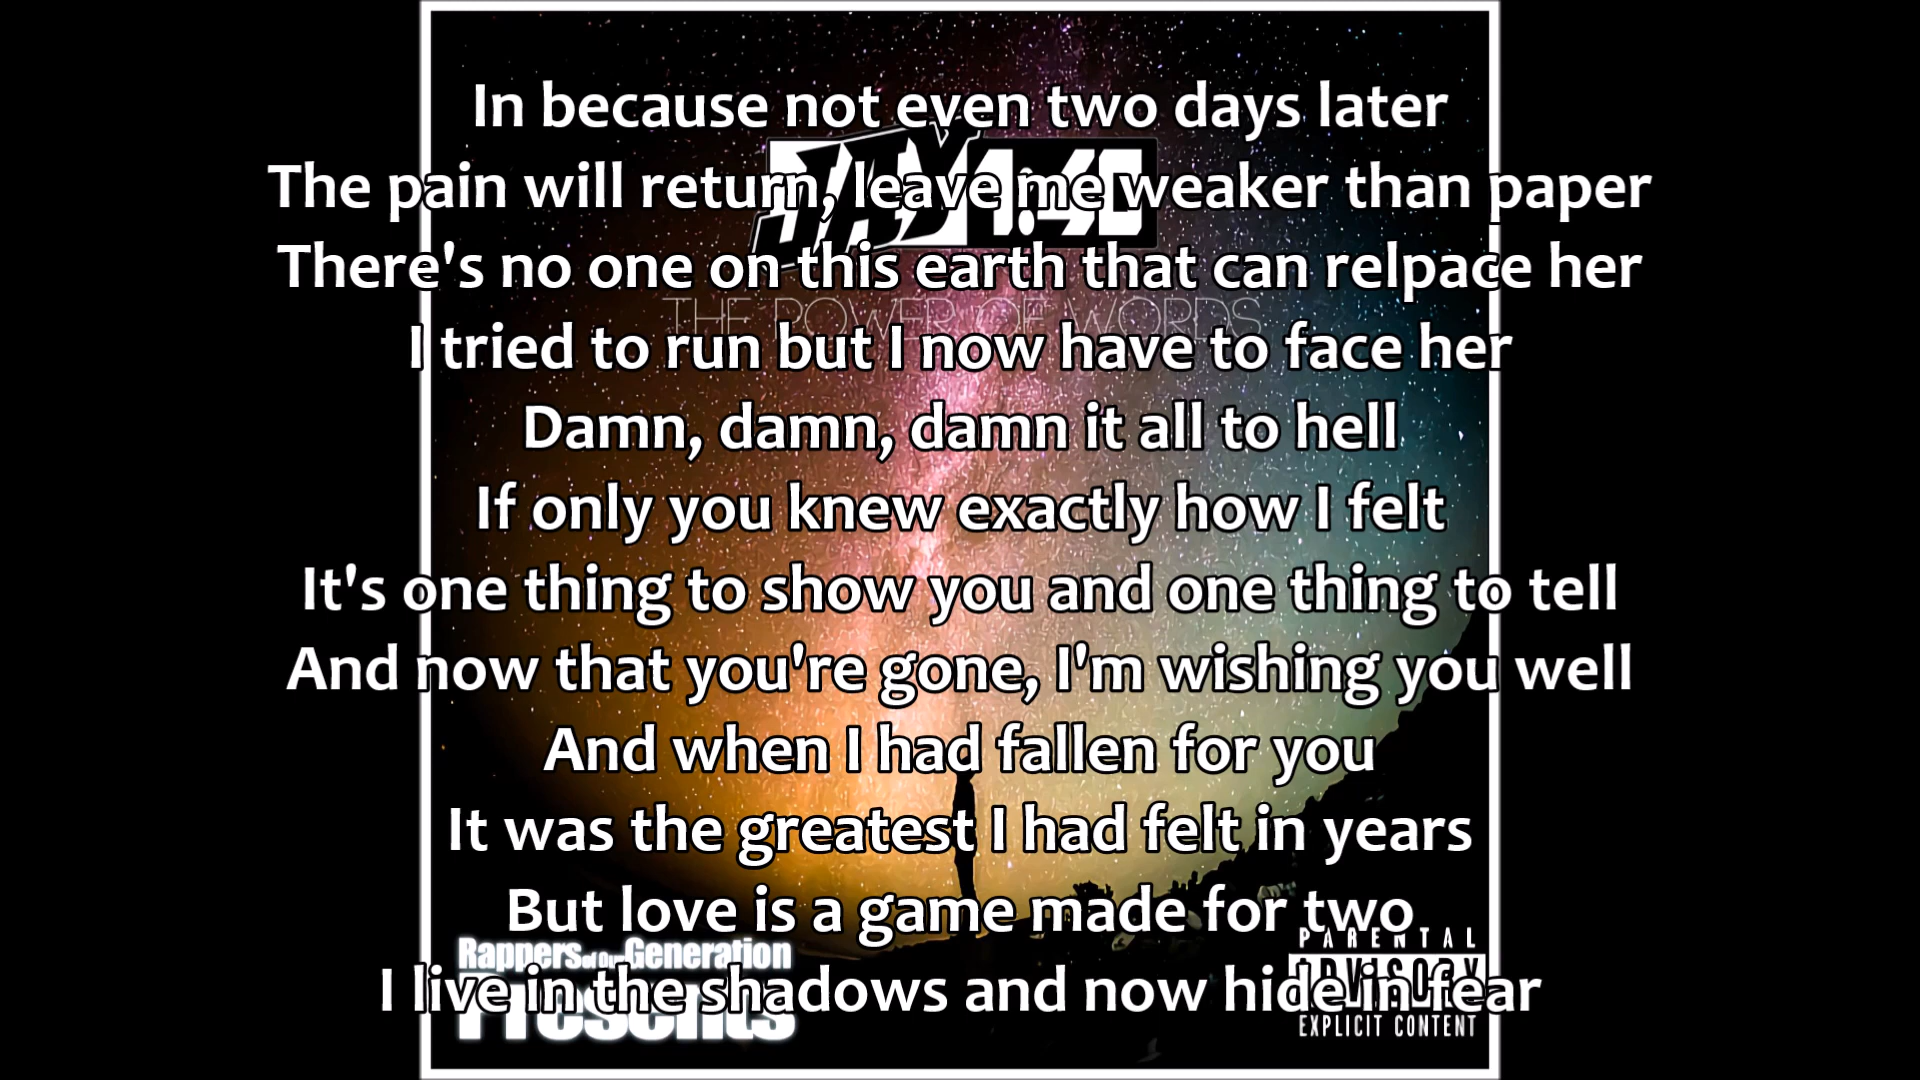 In because not even two days later
The pain will return, leave me weaker than paper
There's no one on this earth that can relpace her
THE POWER OF WORDS
I tried to run but I now have to face her
Damn, damn, damn it all to hell
If only you knew exactly how I felt
It's one thing to show you and one thing to tell
And now that you're gone, I'm wishing you well
And when I had fallen for you
It was the greatest I had felt in years
But love is a game made for two
PARENTAL
Rappers of our Generation
ADVISORY
I live in the shadows and now hide in fear
Presents
EXPLICIT CONTENT